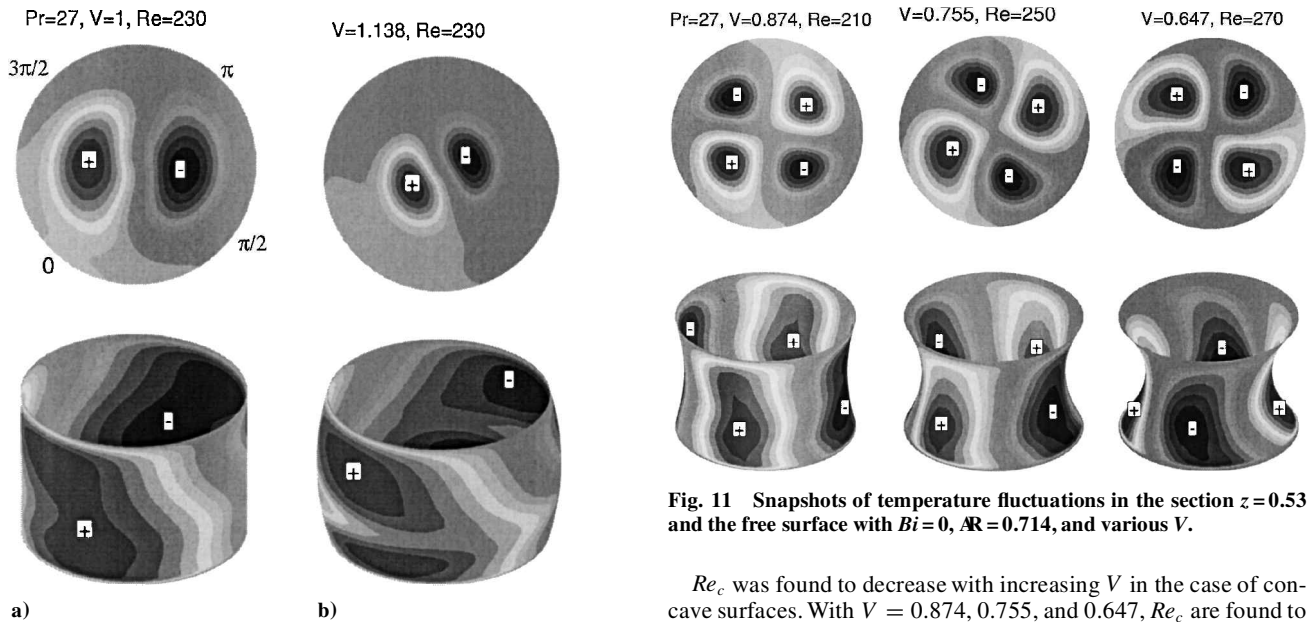 Pr=27, V=1, Re=230
3π/2
π
+
-
π/2
0
-
+
a)
V=1.138, Re=230
-
+
-
+
b)
Pr=27, V=0.874, Re=210
-
+
+
-
-
+
+
-
V=0.755, Re=250
-
+
+
-
-
+
+
-
V=0.647, Re=270
+
-
-
+
-
+
+
-
Fig. 11 Snapshots of temperature fluctuations in the section z = 0.53
and the free surface with Bi = 0, AR = 0.714, and various V.
Re_c was found to decrease with increasing V in the case of con-
cave surfaces. With V = 0.874, 0.755, and 0.647, Re_c are found to